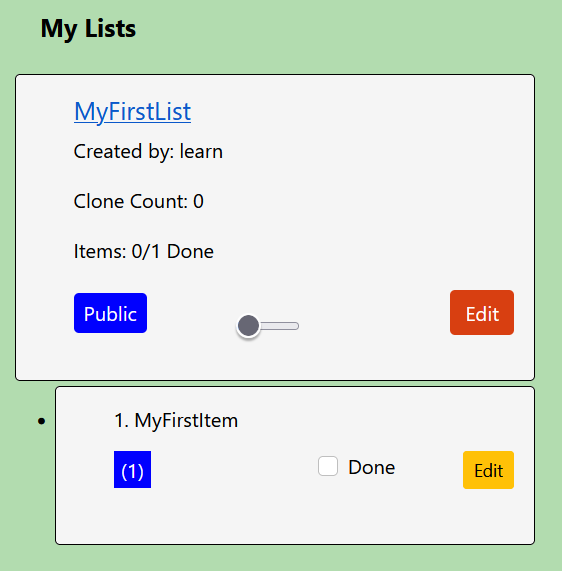 My Lists
MyFirstList
Created by: learn
Clone Count: 0
Items: 0/1 Done
Public Edit
1. MyFirstItem
(1) Done Edit